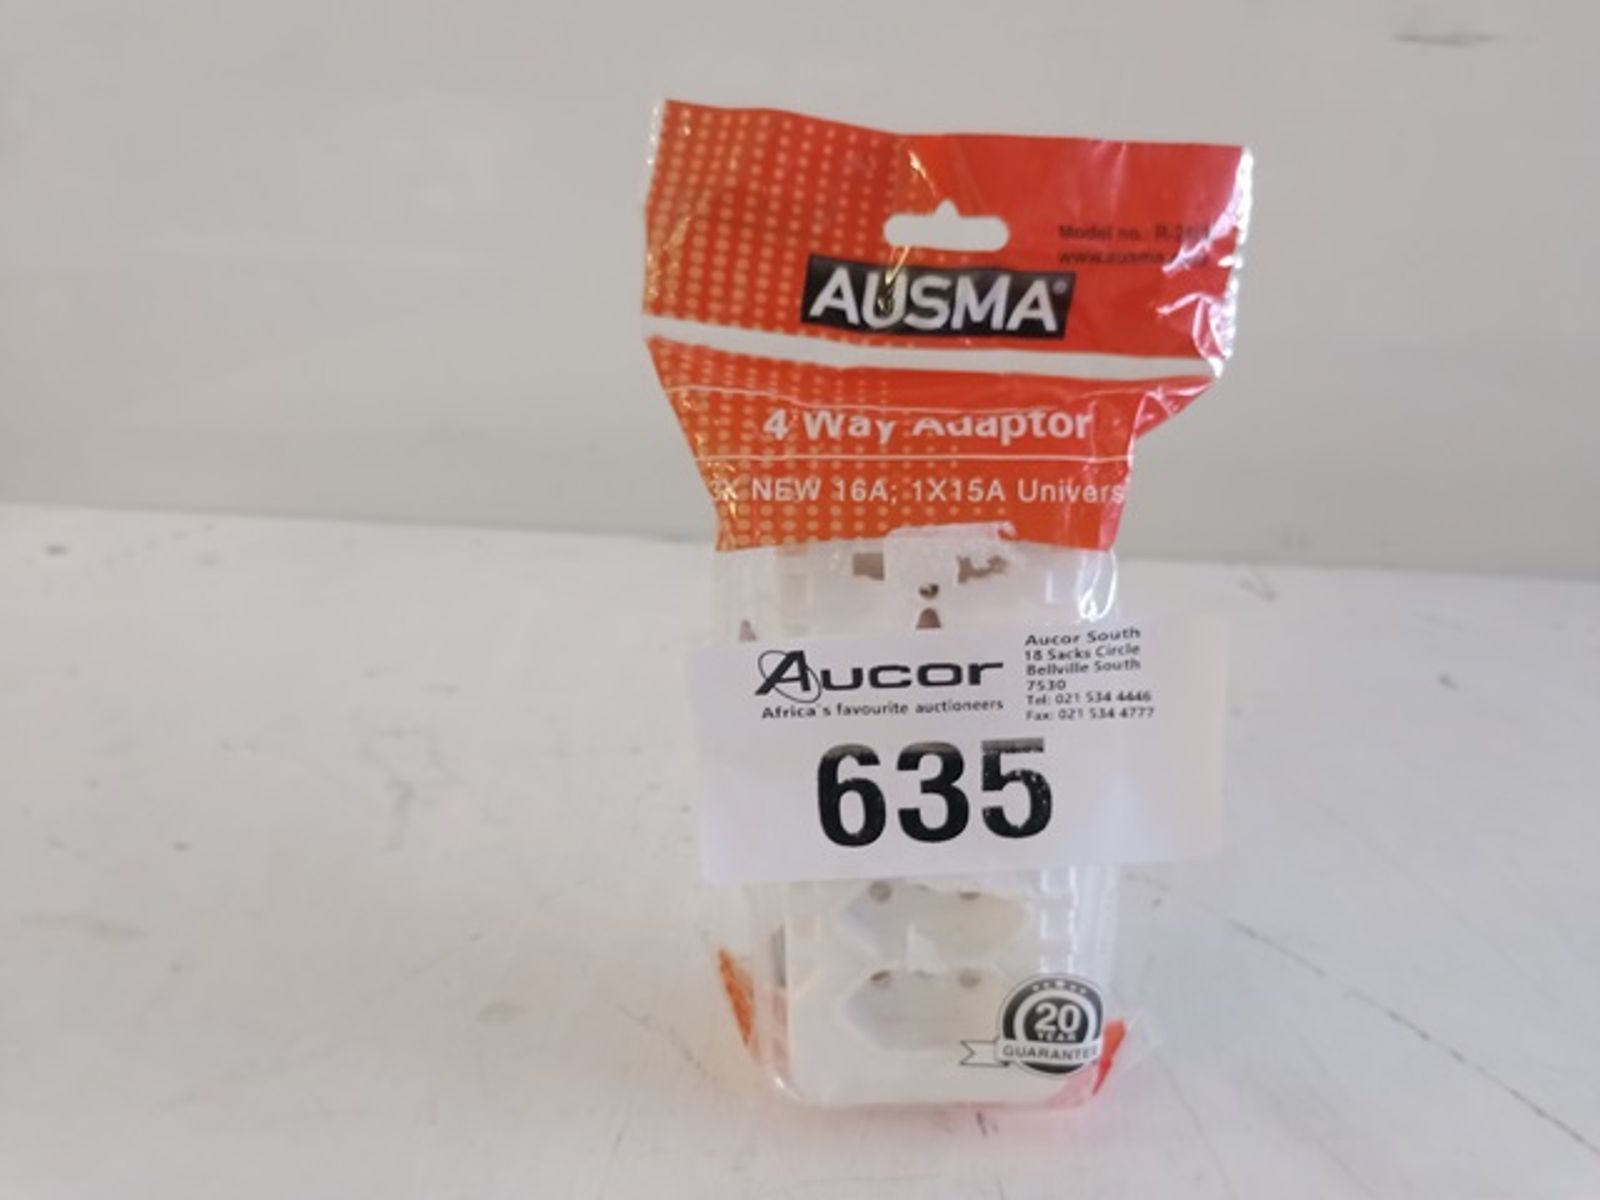 Model no.
AUSMA®
4 Way Adaptor
NEW 16A; 1X15A
Aucor
Africa's favourite auctioneers
Aucor South
18 Sacks Circle
Bellville South
7530
Tel: 021 534 4446
Fax: 021 534 4777
635
20
YEAR
GUARANTEE